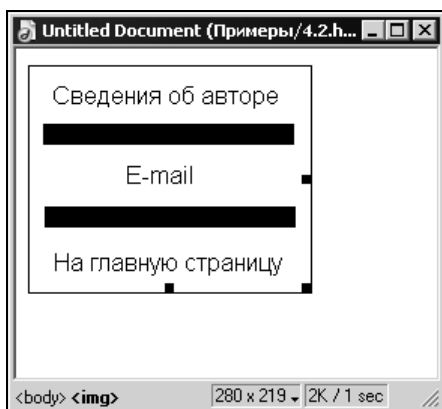 Untitled Document (Примеры/4.2.h...
Сведения об авторе
E-mail
На главную страницу
<body> <img> 280 x 219 2K / 1 sec